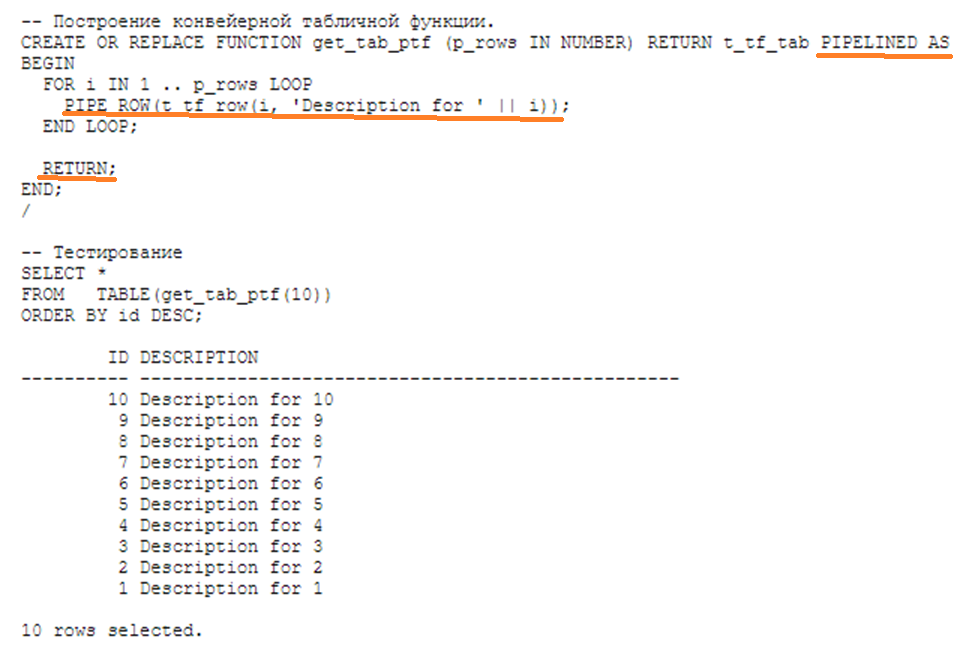 -- Построение конвейерной табличной функции.
CREATE OR REPLACE FUNCTION get_tab_ptf (p_rows IN NUMBER) RETURN t_tf_tab PIPELINED AS
BEGIN
  FOR i IN 1 .. p_rows LOOP
    PIPE ROW(t_tf_row(i, 'Description for ' || i));
  END LOOP;

  RETURN;
END;
/

-- Тестирование
SELECT *
FROM   TABLE(get_tab_ptf(10))
ORDER BY id DESC;

        ID DESCRIPTION
---------- --------------------------------------------------
        10 Description for 10
         9 Description for 9
         8 Description for 8
         7 Description for 7
         6 Description for 6
         5 Description for 5
         4 Description for 4
         3 Description for 3
         2 Description for 2
         1 Description for 1

10 rows selected.